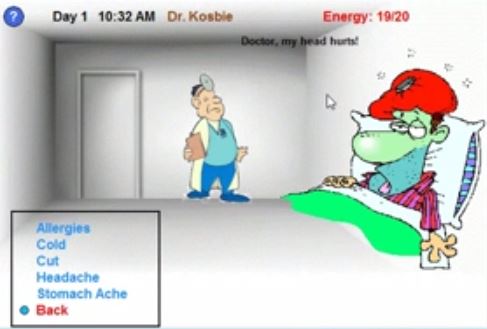 ? Day 1 10:32 AM Dr. Kosbie Energy: 19/20
Doctor, my head hurts!
Allergies
Cold
Cut
Headache
Stomach Ache
Back